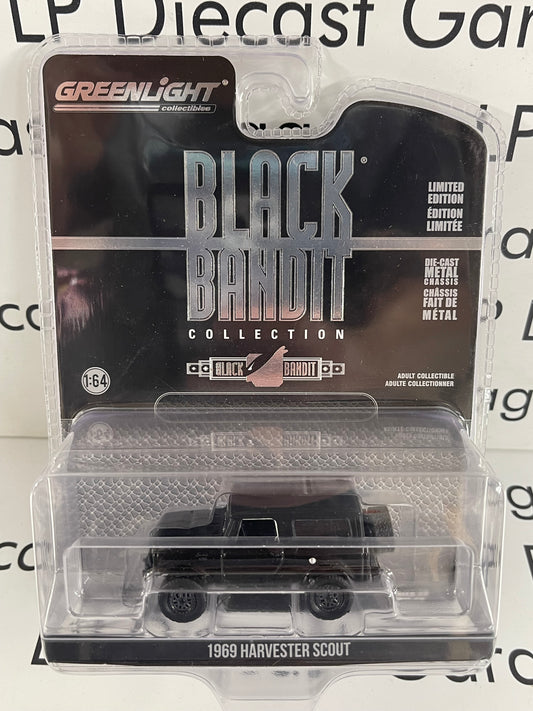 LP Diecast Garage
GREENLIGHT
collectibles
BLACK®
BANDIT
COLLECTION
BLACK BANDIT
LIMITED
EDITION
ÉDITION
LIMITÉE
DIE-CAST
METAL
CHASSIS
CHÂSSIS
FAIT DE
MÉTAL
1:64
ADULT COLLECTIBLE
ADULTE COLLECTIONNER
1969 HARVESTER SCOUT